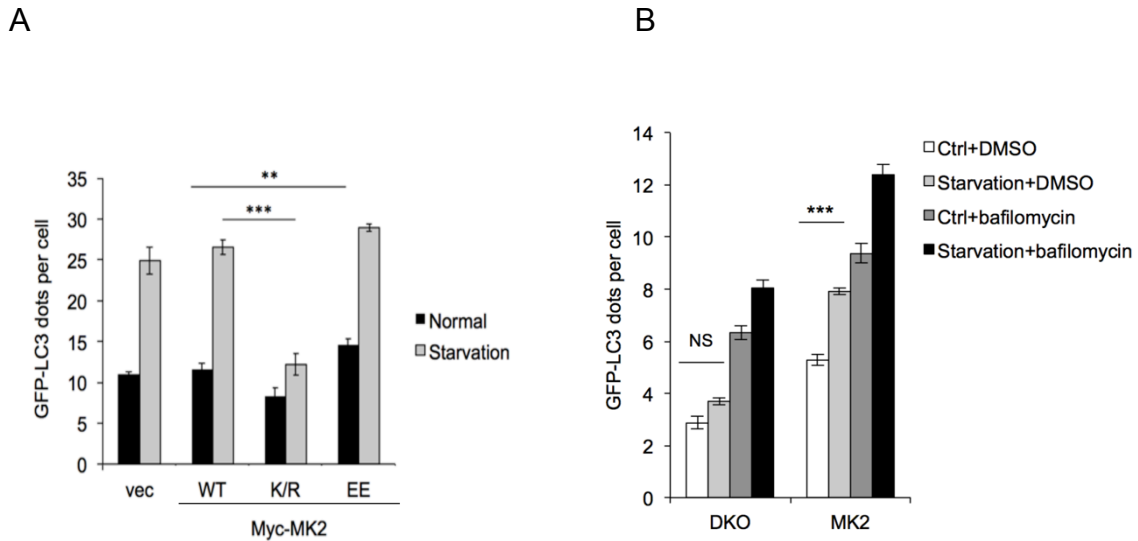 A
B
GFP-LC3 dots per cell
35
30
25
20
15
10
5
0
**
***
Normal
Starvation
vec
WT
K/R
EE
Myc-MK2
GFP-LC3 dots per cell
14
12
10
8
6
4
2
0
NS
***
Ctrl+DMSO
Starvation+DMSO
Ctrl+bafilomycin
Starvation+bafilomycin
DKO
MK2